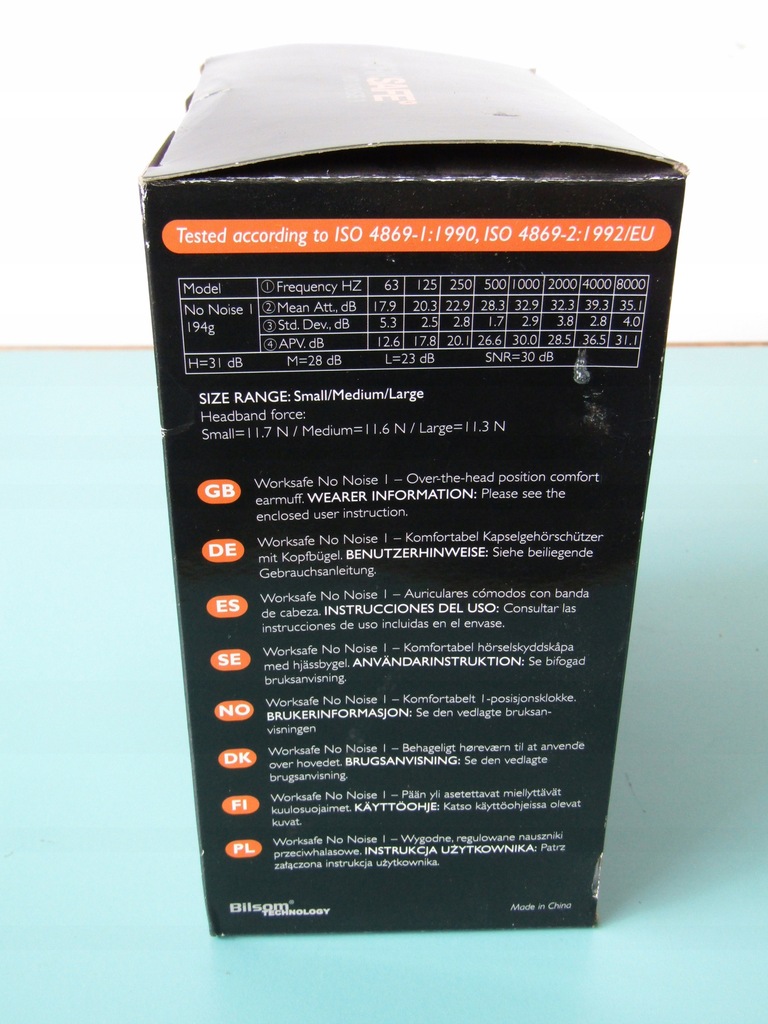 SAFE
Tested according to ISO 4869-1:1990, ISO 4869-2:1992/EU
Model ① Frequency HZ 63 125 250 500 1000 2000 4000 8000
No Noise 1 ② Mean Att., dB 17.9 20.3 22.9 28.3 32.9 32.3 39.3 35.1
194g ③ Std. Dev., dB 5.3 2.5 2.8 1.7 2.9 3.8 2.8 4.0
④ APV. dB 12.6 17.8 20.1 26.6 30.0 28.5 36.5 31.1
H=31 dB M=28 dB L=23 dB SNR=30 dB
SIZE RANGE: Small/Medium/Large
Headband force:
Small=11.7 N / Medium=11.6 N / Large=11.3 N
GB Worksafe No Noise 1 – Over-the-head position comfort
earmuff. WEARER INFORMATION: Please see the
enclosed user instruction.
DE Worksafe No Noise 1 – Komfortabel Kapselgehörschützer
mit Kopfbügel. BENUTZERHINWEISE: Siehe beiliegende
Gebrauchsanleitung.
ES Worksafe No Noise 1 – Auriculares cómodos con banda
de cabeza. INSTRUCCIONES DEL USO: Consultar las
instrucciones de uso incluidas en el envase.
SE Worksafe No Noise 1 – Komfortabel hörselskyddskåpa
med hjässbygel. ANVÄNDARINSTRUKTION: Se bifogad
bruksanvisning.
NO Worksafe No Noise 1 – Komfortabelt 1-posisjonsklokke.
BRUKERINFORMASJON: Se den vedlagte bruksan-
visningen
DK Worksafe No Noise 1 – Behageligt høreværn til at anvende
over hovedet. BRUGSANVISNING: Se den vedlagte
brugsanvisning.
FI Worksafe No Noise 1 – Pään yli asetettavat miellyttävät
kuulosuojaimet. KÄYTTÖOHJE: Katso käyttöohjeissa olevat
kuvat.
PL Worksafe No Noise 1 – Wygodne, regulowane nauszniki
przeciwhałasowe. INSTRUKCJA UŻYTKOWNIKA: Patrz
załączona instrukcja użytkownika.
Bilsom® TECHNOLOGY Made in China